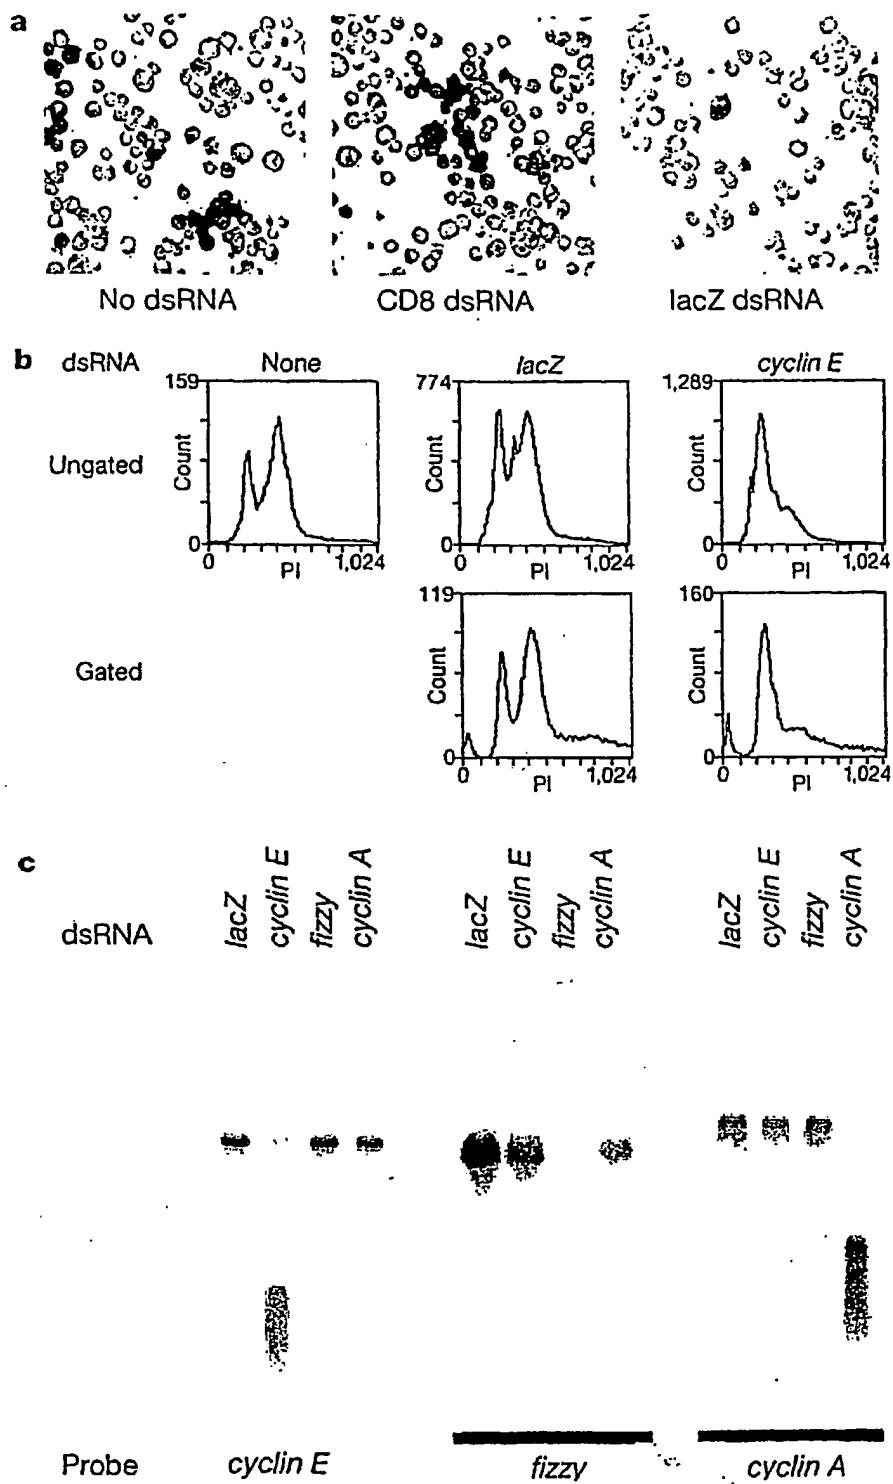 a
No dsRNA CD8 dsRNA lacZ dsRNA
b dsRNA None lacZ cyclin E
159 774 1,289
Ungated Count Count Count
0 0 0
0 1,024 0 1,024 0 1,024
PI PI PI
119 160
Gated Count Count
0 0
0 1,024 0 1,024
PI PI
c
dsRNA lacZ cyclin E fizzy cyclin A lacZ cyclin E fizzy cyclin A lacZ cyclin E fizzy cyclin A
Probe cyclin E fizzy cyclin A